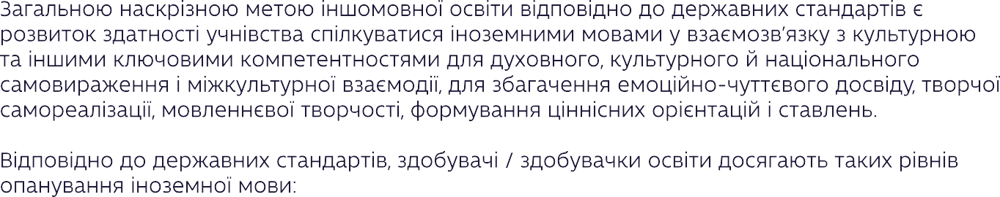 Загальною наскрізною метою іншомовної освіти відповідно до державних стандартів є
розвиток здатності учнівства спілкуватися іноземними мовами у взаємозв’язку з культурною
та іншими ключовими компетентностями для духовного, культурного й національного
самовираження і міжкультурної взаємодії, для збагачення емоційно-чуттєвого досвіду, творчої
самореалізації, мовленнєвої творчості, формування ціннісних орієнтацій і ставлень.
Відповідно до державних стандартів, здобувачі / здобувачки освіти досягають таких рівнів
опанування іноземної мови: